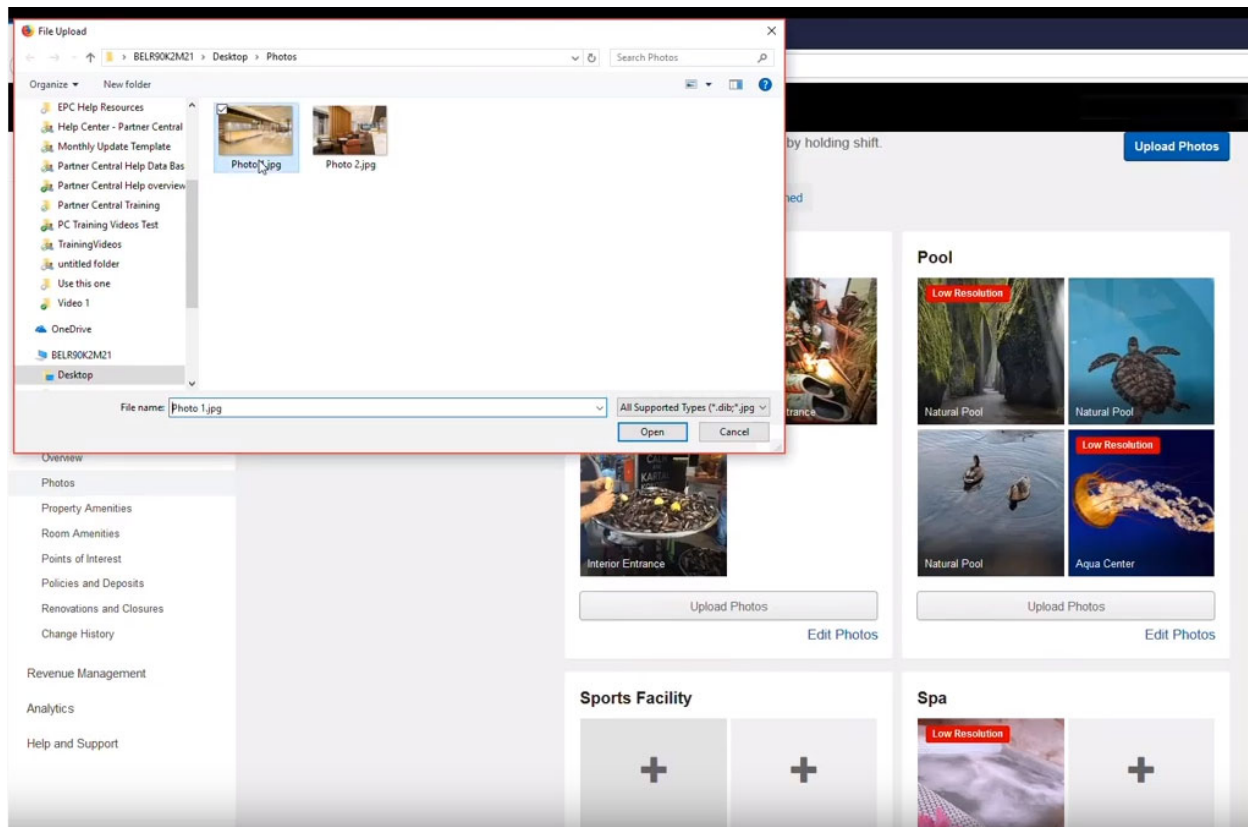 File Upload
BELR90K2M21 > Desktop > Photos
Search Photos
Organize
New folder
EPC Help Resources
Help Center - Partner Central
Monthly Update Template
Partner Central Help Data Bas
Partner Central Help overview
Partner Central Training
PC Training Videos Test
TrainingVideos
untitled folder
Use this one
Video 1
OneDrive
BELR90K2M21
Desktop
Photo 1.jpg
Photo 2.jpg
File name:
Photo 1.jpg
All Supported Types (*.dib;*.jpg
Open
Cancel
by holding shift.
Upload Photos
Overview
Photos
Property Amenities
Room Amenities
Points of Interest
Policies and Deposits
Renovations and Closures
Change History
Revenue Management
Analytics
Help and Support
Interior Entrance
Upload Photos
Edit Photos
Pool
Low Resolution
Natural Pool
Natural Pool
Low Resolution
Natural Pool
Aqua Center
Upload Photos
Edit Photos
Sports Facility
Spa
Low Resolution